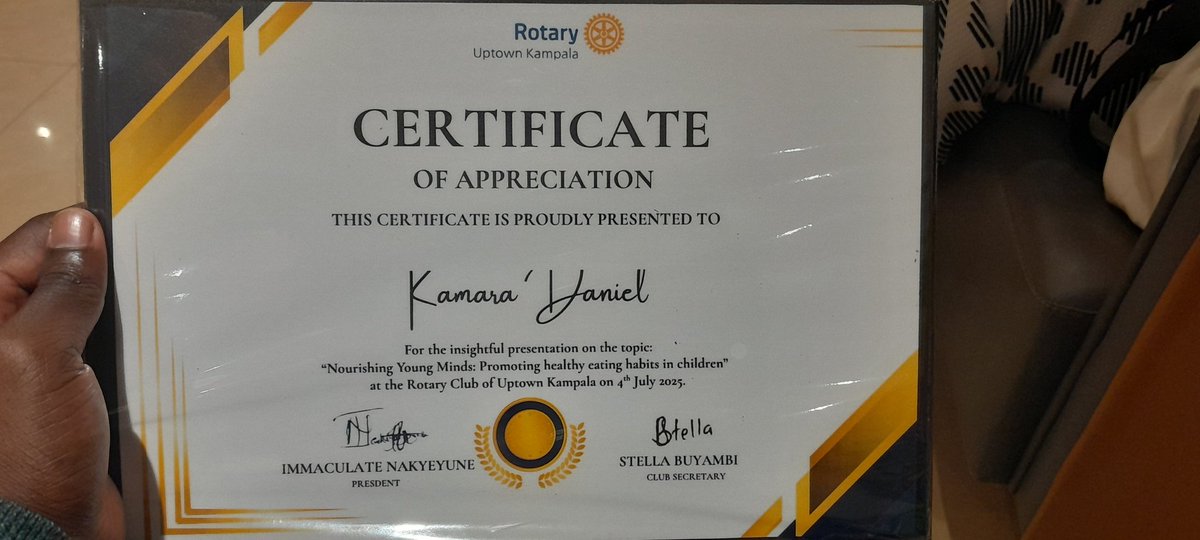 Rotary
Uptown Kampala
CERTIFICATE
OF APPRECIATION
THIS CERTIFICATE IS PROUDLY PRESENTED TO
Kamara Daniel
For the insightful presentation on the topic:
“Nourishing Young Minds: Promoting healthy eating habits in children”
at the Rotary Club of Uptown Kampala on 4th July 2025.
Bstella
IMMACULATE NAKYEYUNE
PRESDENT
STELLA BUYAMBI
CLUB SECRETARY